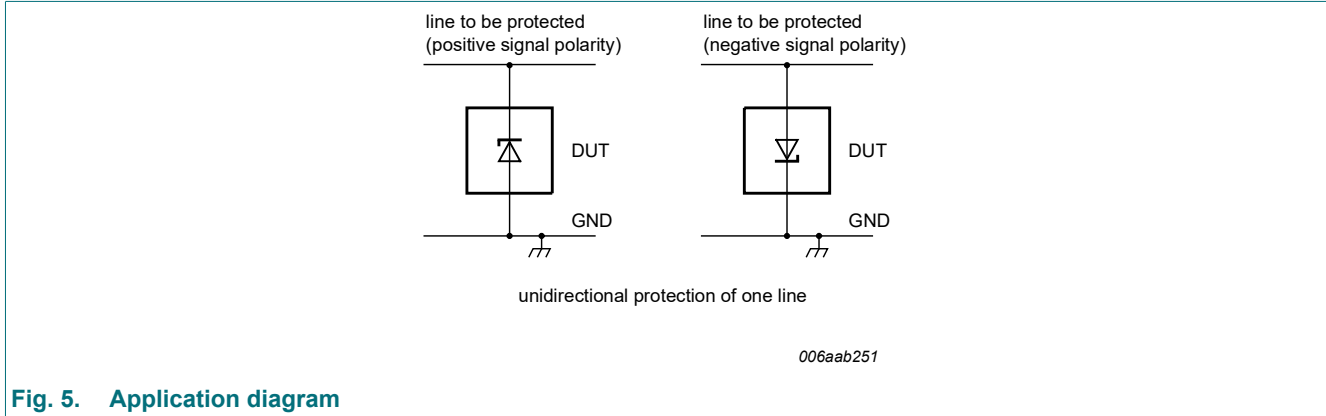 line to be protected
(positive signal polarity)
line to be protected
(negative signal polarity)
DUT
DUT
GND
GND
unidirectional protection of one line
006aab251
Fig. 5. Application diagram